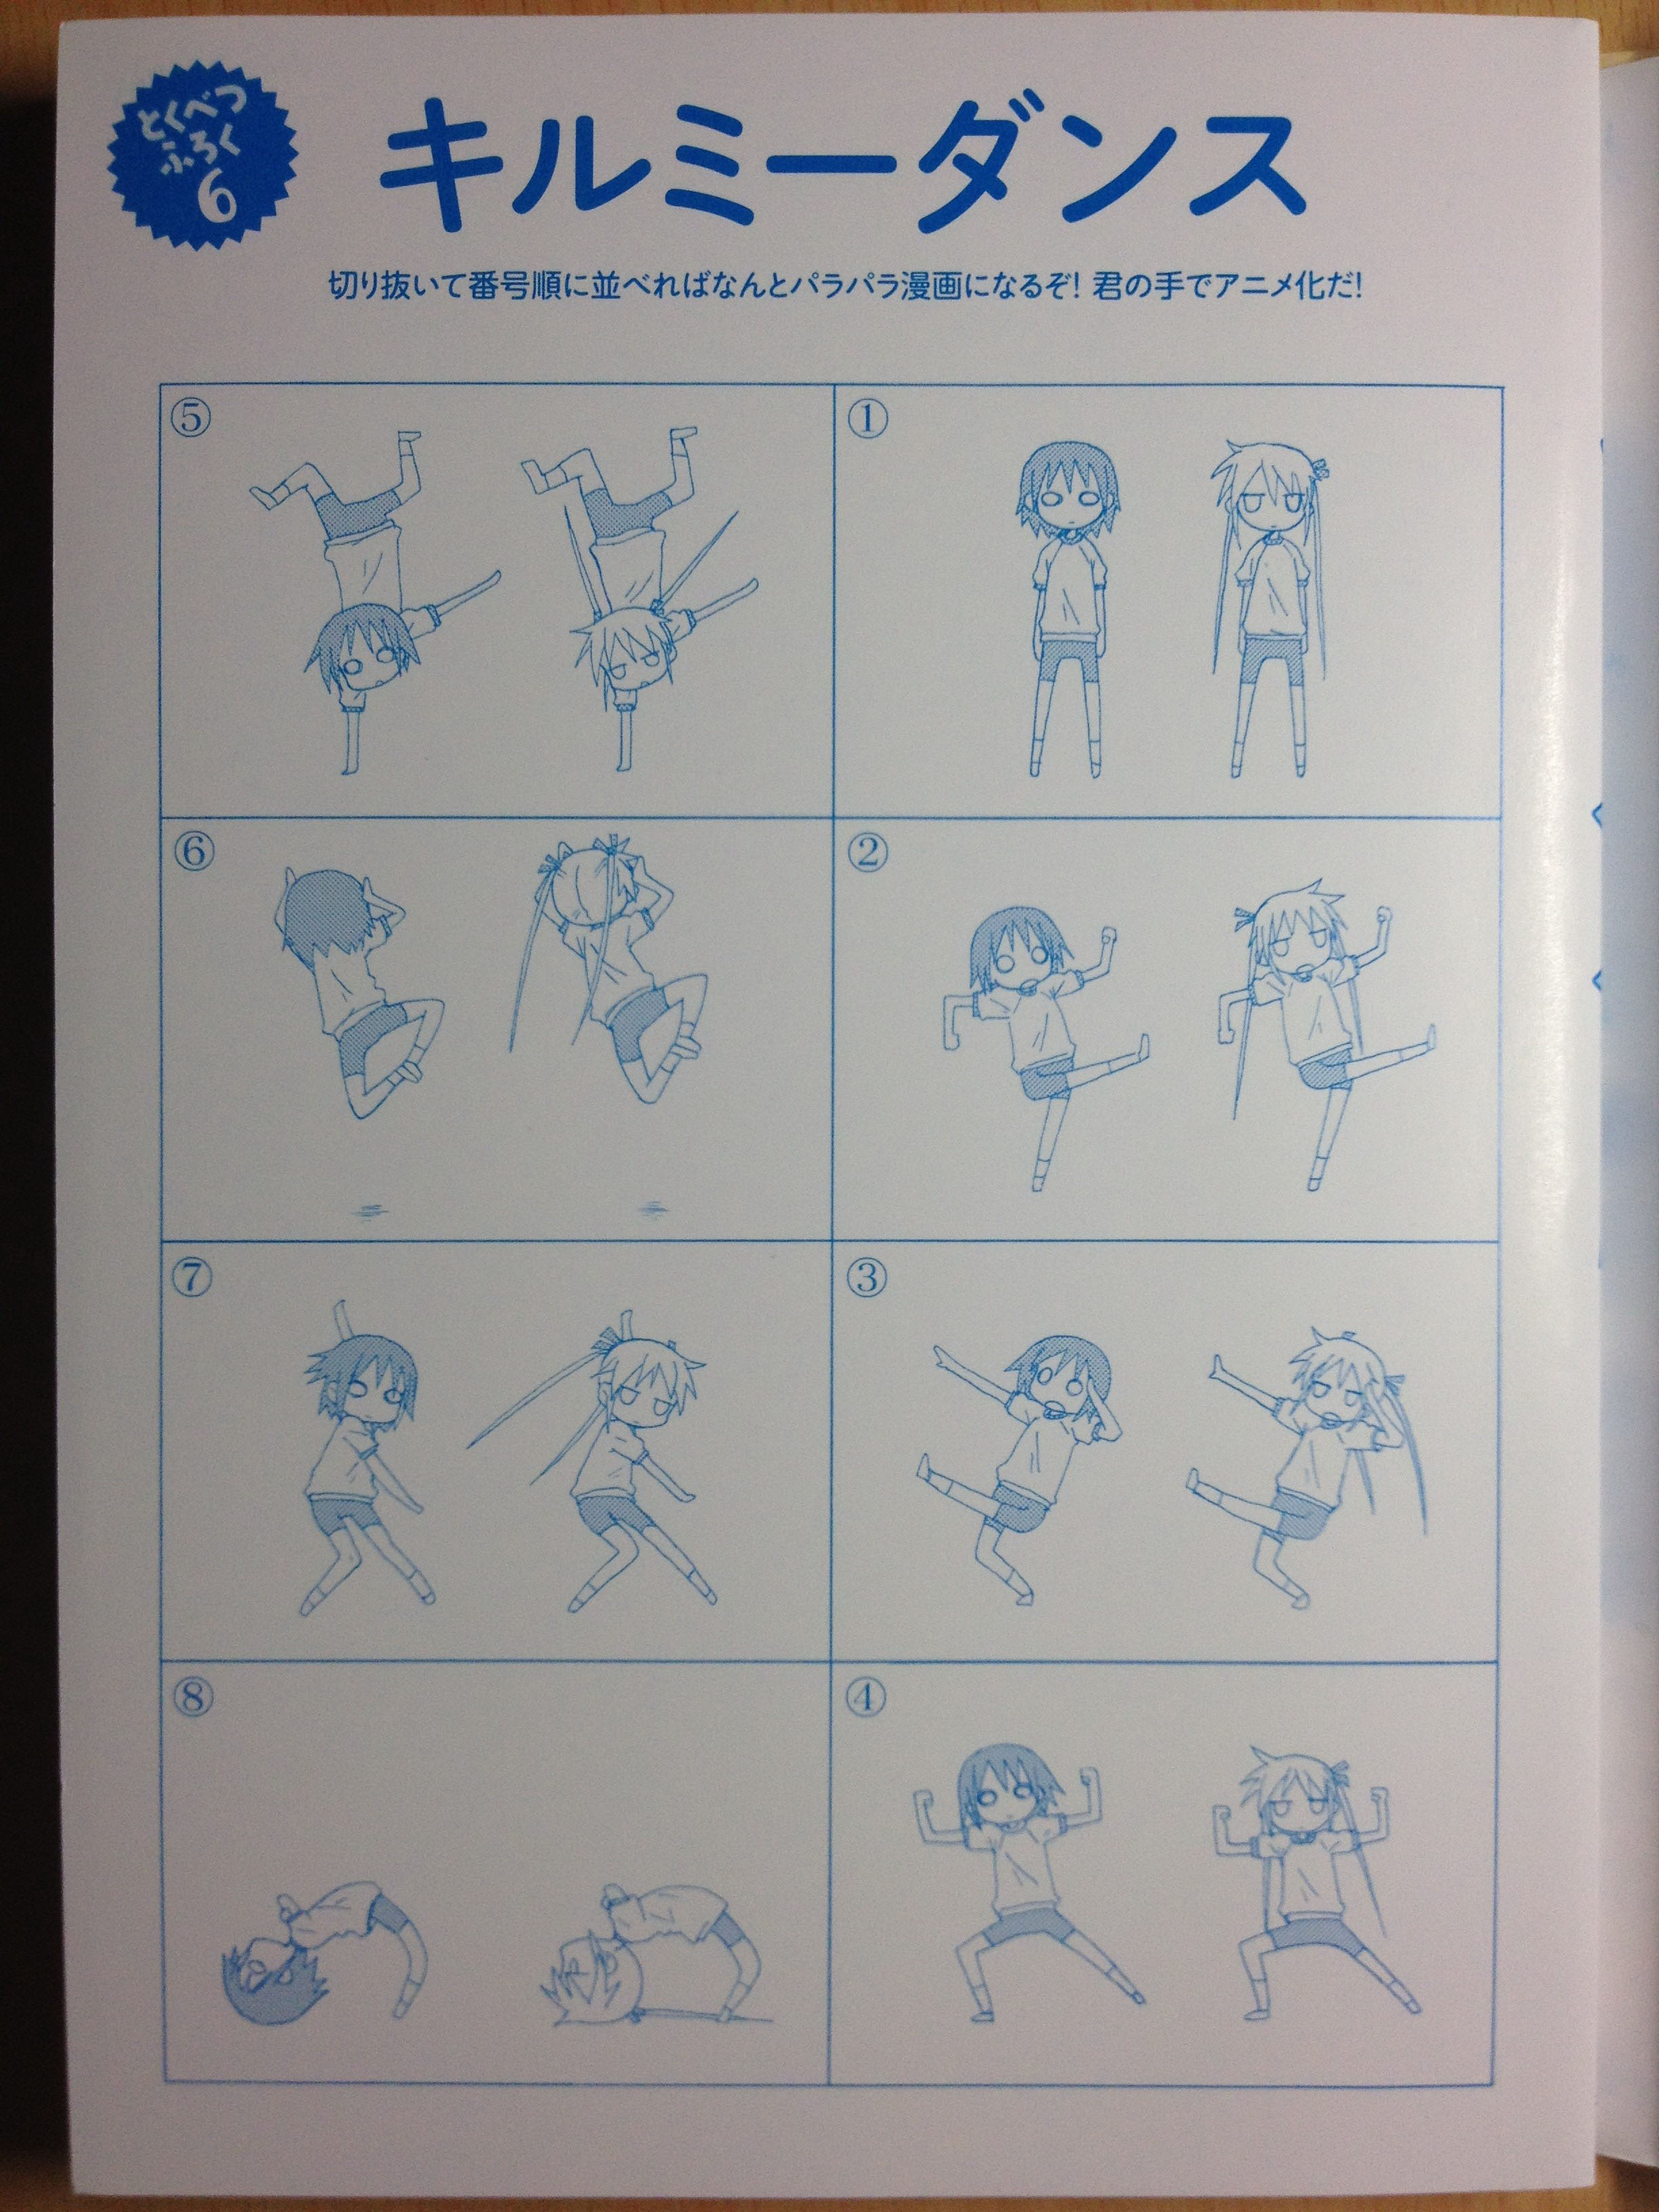 とくべつ
ふろく
6
キルミーダンス
切り抜いて番号順に並べればなんとパラパラ漫画になるぞ! 君の手でアニメ化だ!
①
②
③
④
⑤
⑥
⑦
⑧